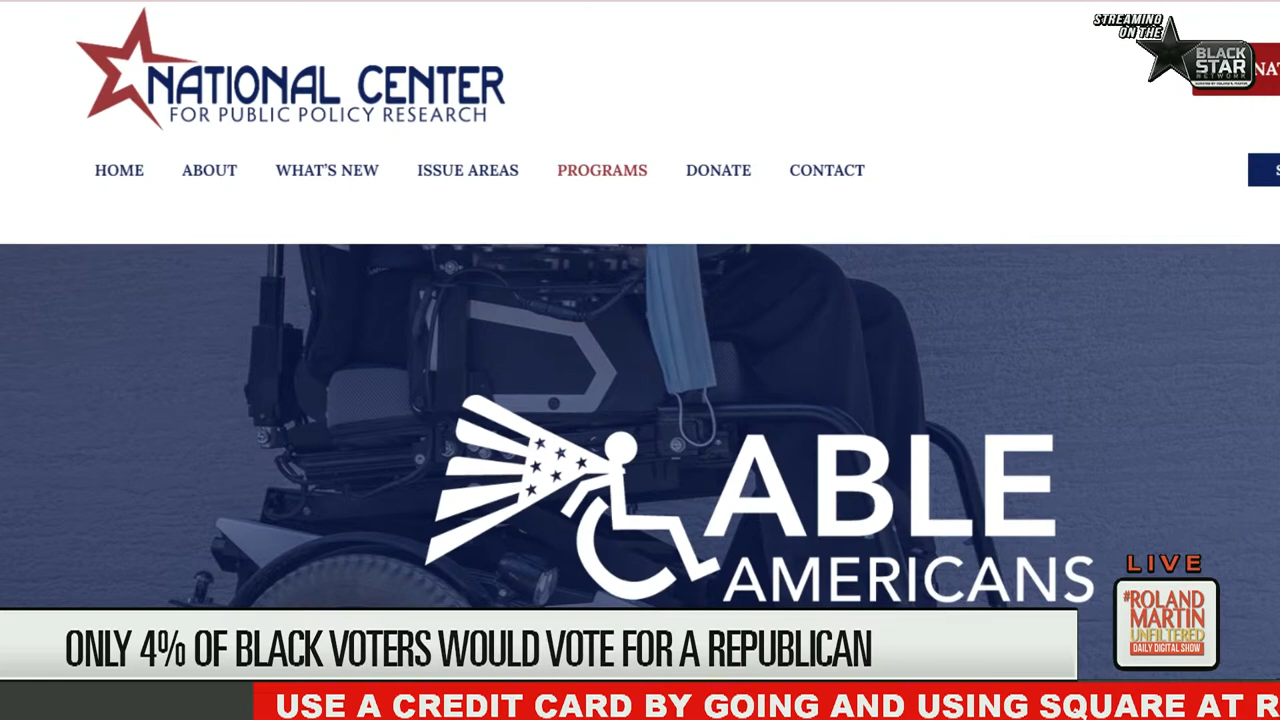 STREAMING
ON THE
BLACK
STAR
NETWORK
NATIONAL CENTER
FOR PUBLIC POLICY RESEARCH
HOME ABOUT WHAT'S NEW ISSUE AREAS PROGRAMS DONATE CONTACT
ABLE
AMERICANS
LIVE
#ROLAND
MARTIN
UNFILTERED
DAILY DIGITAL SHOW
ONLY 4% OF BLACK VOTERS WOULD VOTE FOR A REPUBLICAN
USE A CREDIT CARD BY GOING AND USING SQUARE AT R